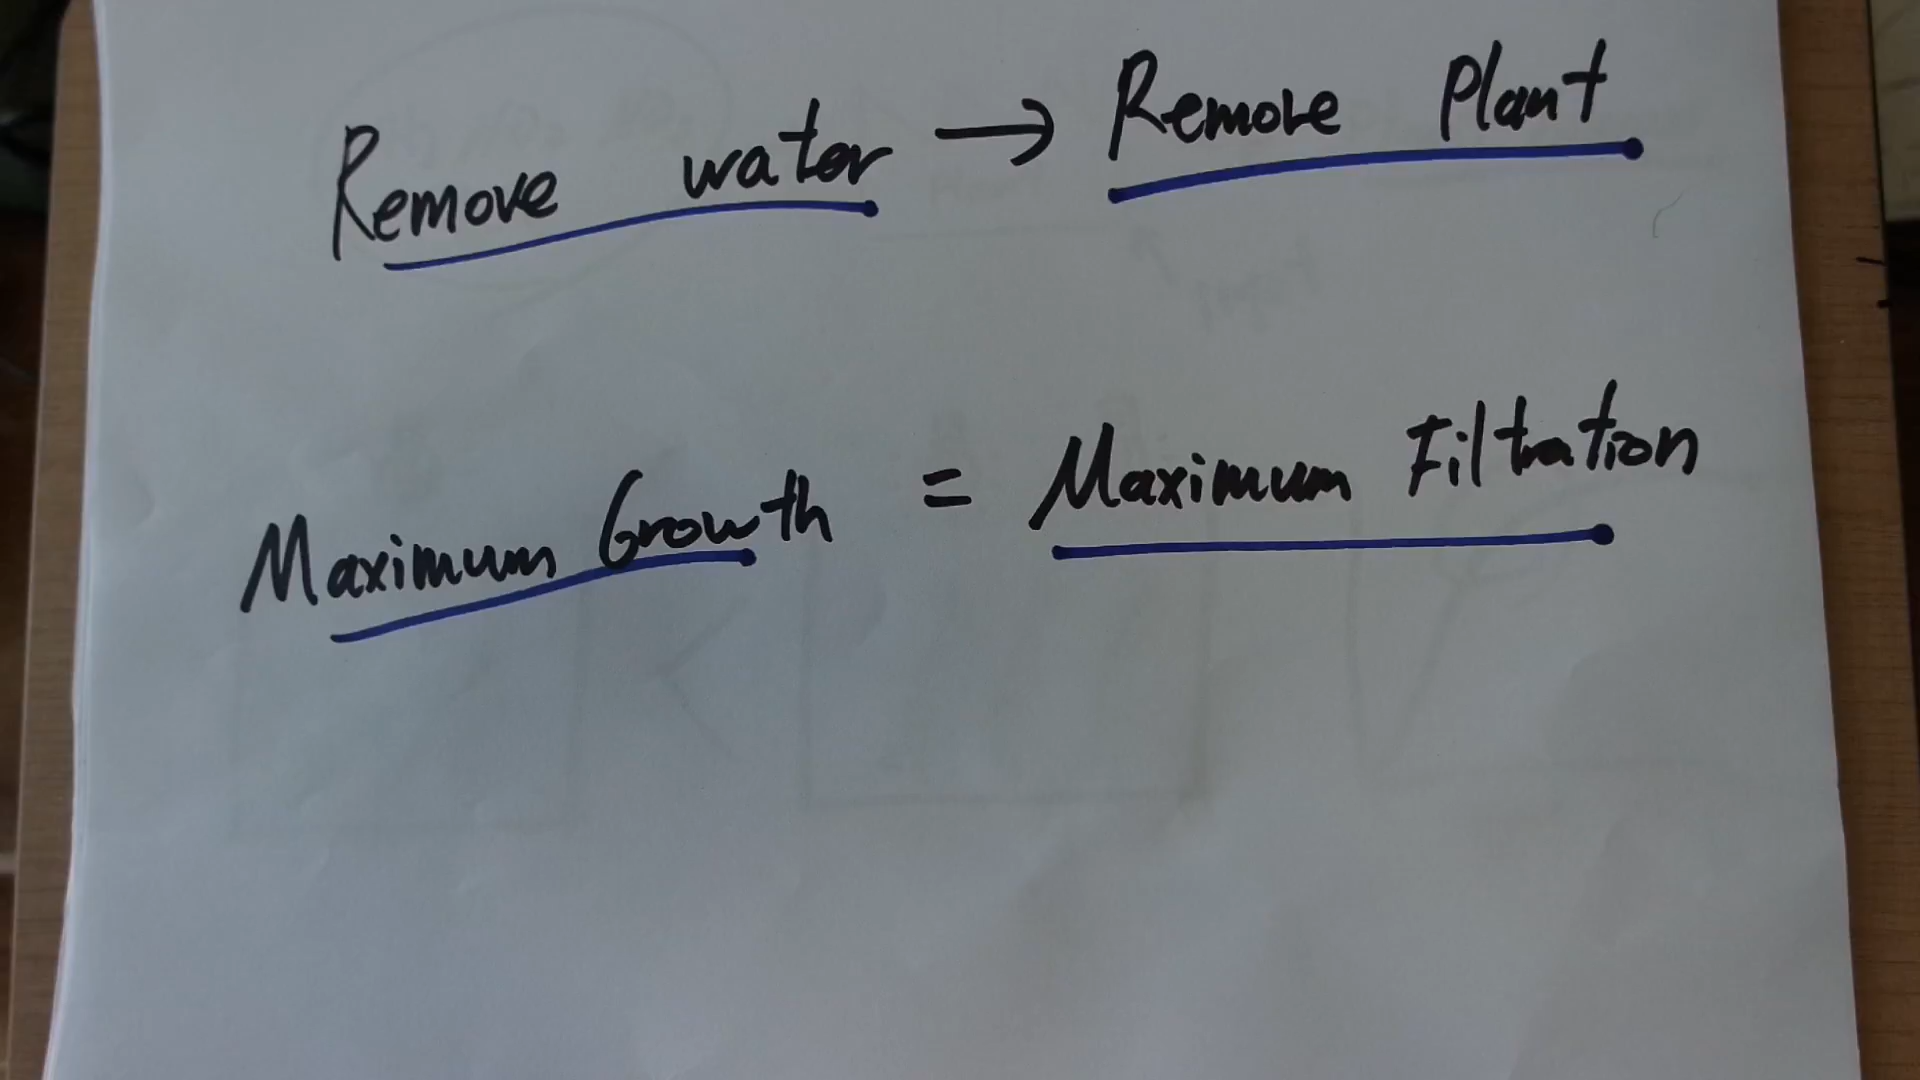 Remove water → Remove Plant
Maximum Growth = Maximum Filtration